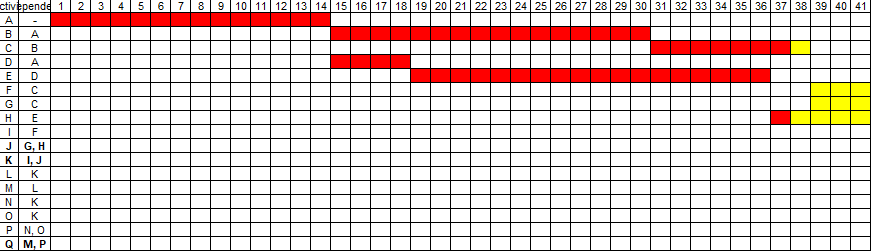 ctive pende 1 2 3 4 5 6 7 8 9 10 11 12 13 14 15 16 17 18 19 20 21 22 23 24 25 26 27 28 29 30 31 32 33 34 35 36 37 38 39 40 41
A -
B A
C B
D A
E D
F C
G C
H E
I F
J G, H
K I, J
L K
M L
N K
O K
P N, O
Q M, P